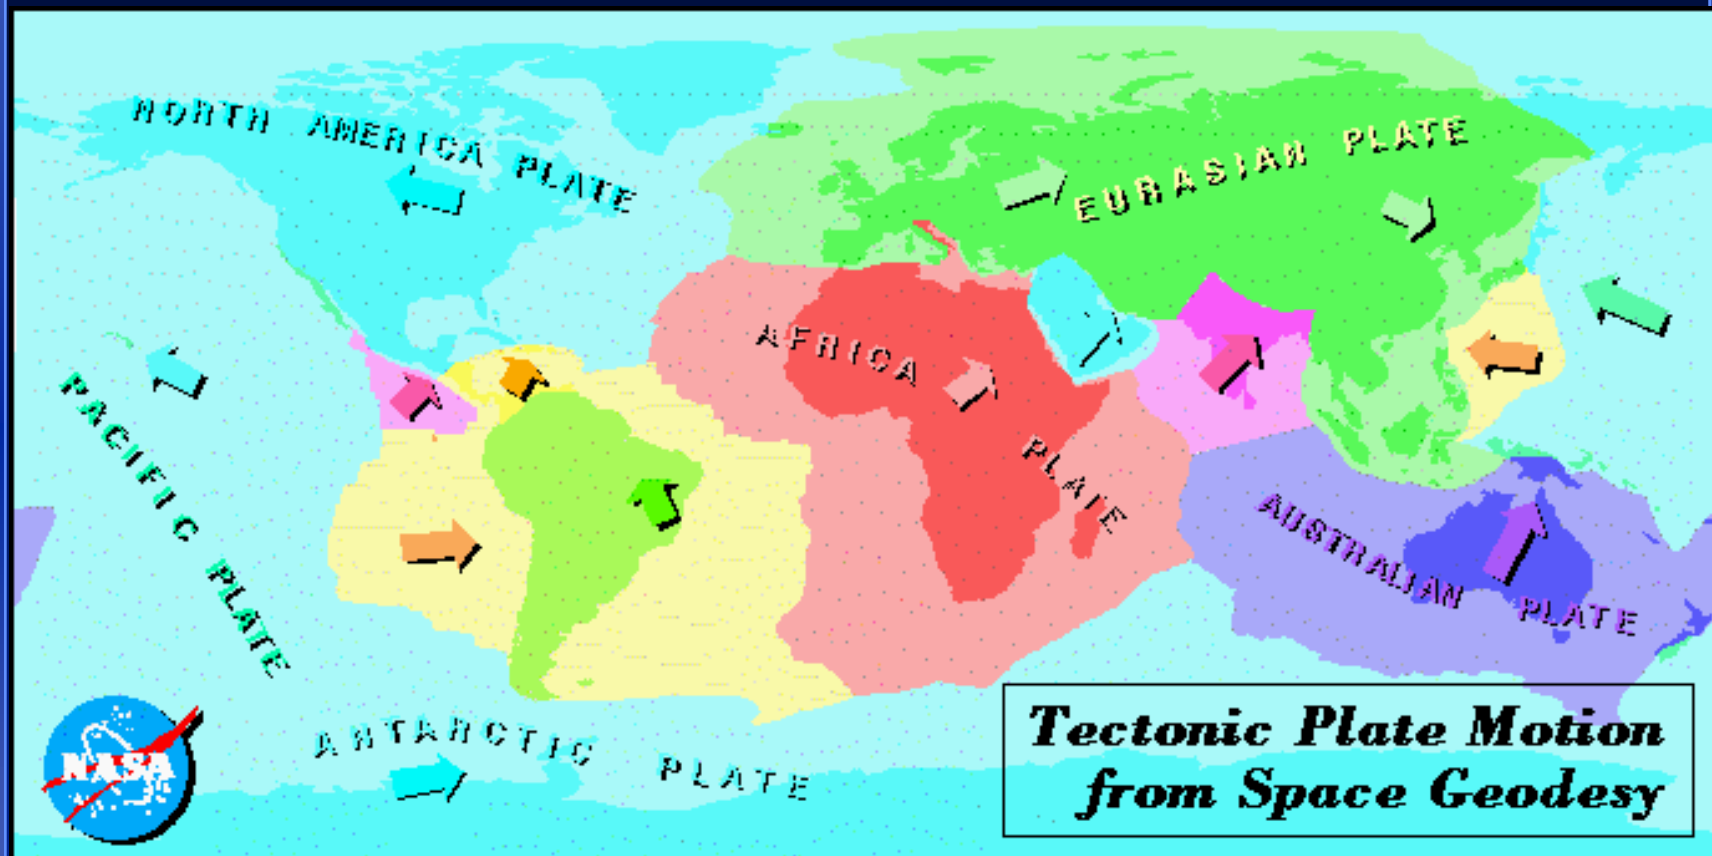 NORTH AMERICA PLATE
EURASIAN PLATE
AFRICA PLATE
PACIFIC PLATE
AUSTRALIAN PLATE
ANTARCTIC PLATE
NASA
Tectonic Plate Motion
from Space Geodesy